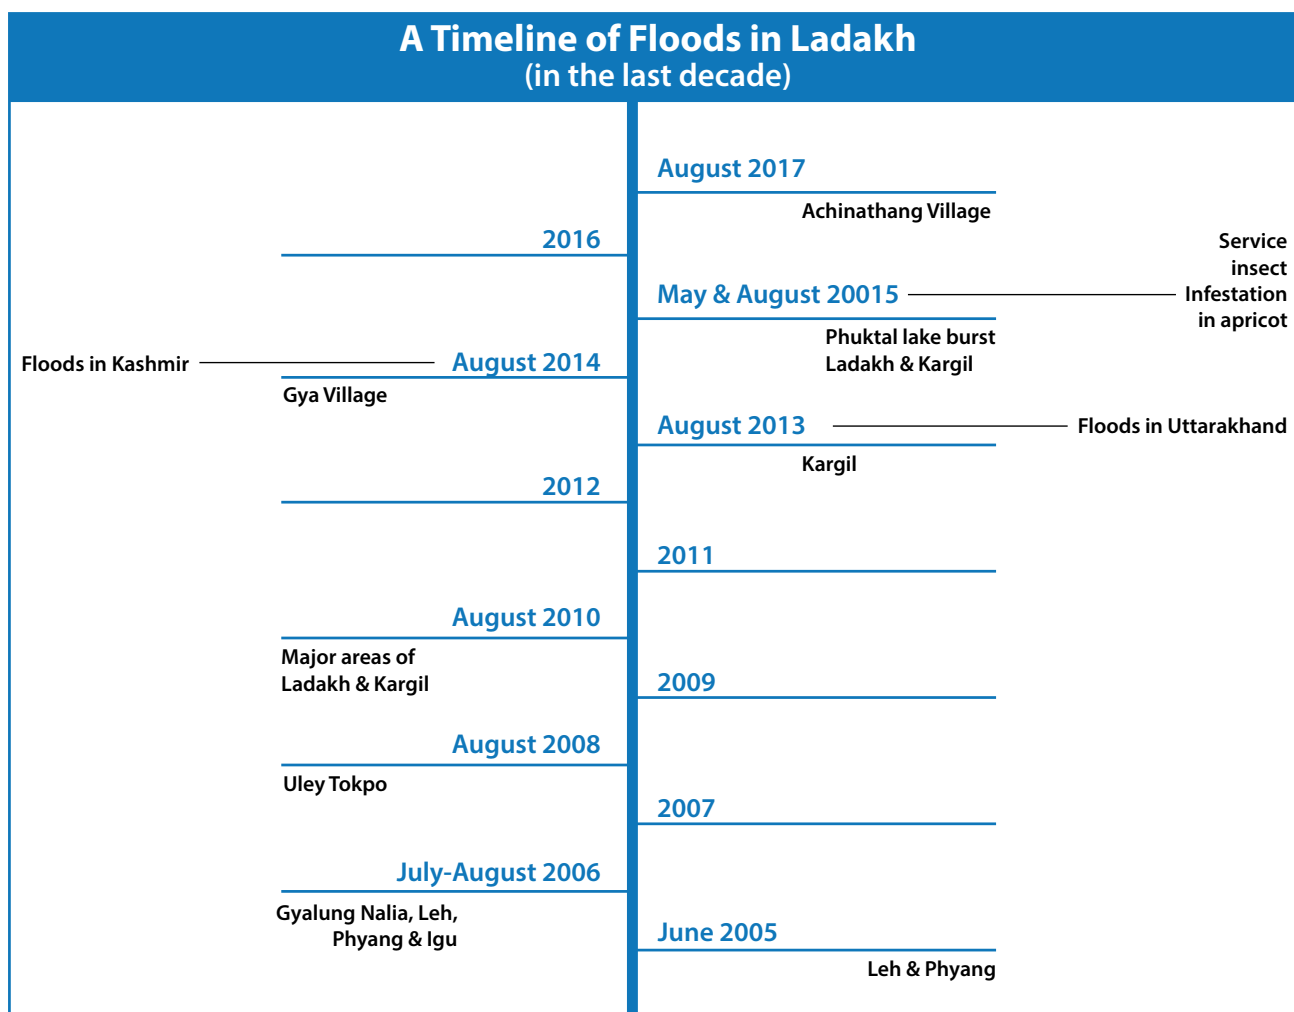 A Timeline of Floods in Ladakh
(in the last decade)
August 2017
Achinathang Village
2016
May & August 20015
Service
insect
Infestation
in apricot
Phuktal lake burst
Ladakh & Kargil
Floods in Kashmir
August 2014
Gya Village
August 2013
Floods in Uttarakhand
Kargil
2012
2011
August 2010
Major areas of
Ladakh & Kargil
2009
August 2008
Uley Tokpo
2007
July-August 2006
Gyalung Nalia, Leh,
Phyang & Igu
June 2005
Leh & Phyang